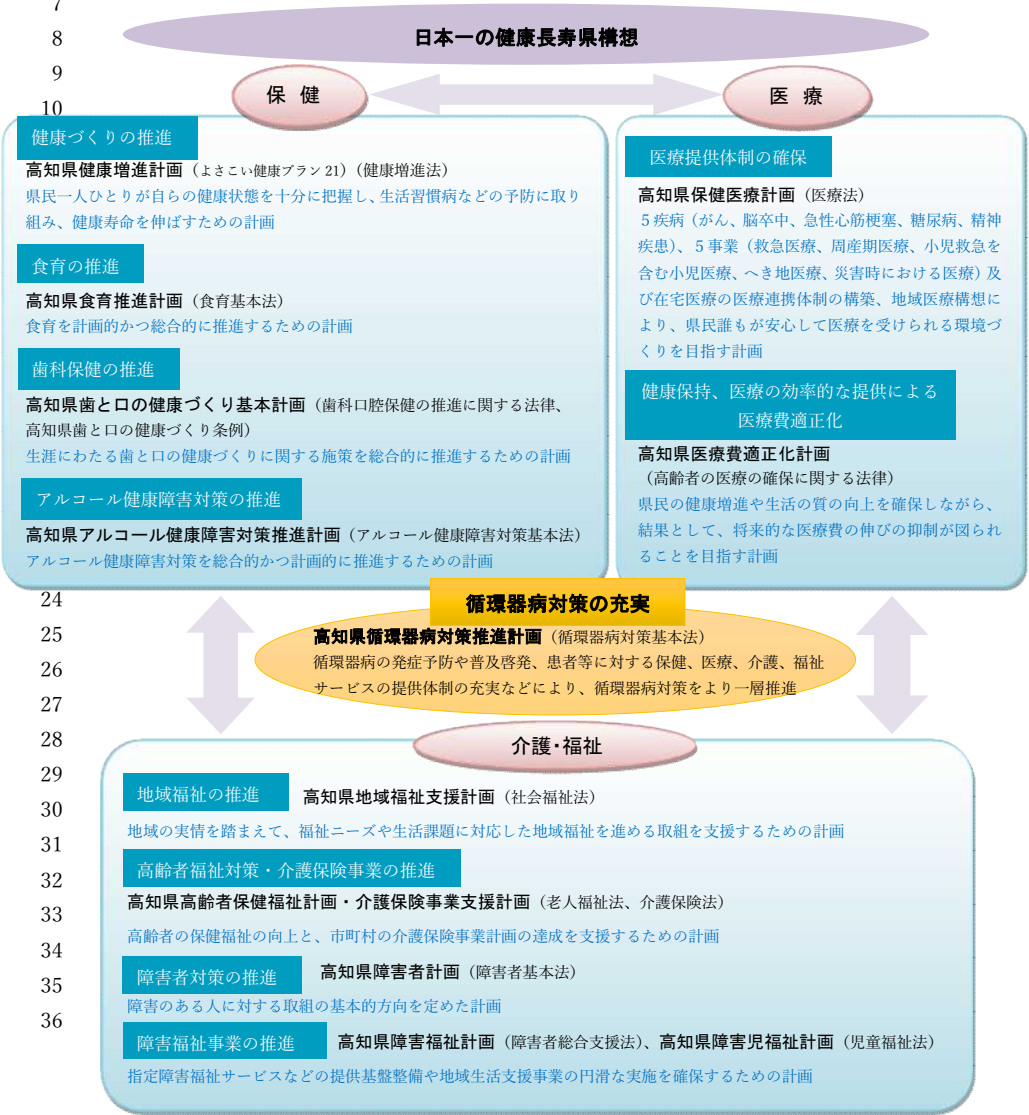 7
8
日本一の健康長寿県構想
9
保 健
医 療
10
健康づくりの推進
高知県健康増進計画（よさこい健康プラン21）（健康増進法）
県民一人ひとりが自らの健康状態を十分に把握し、生活習慣病などの予防に取り
組み、健康寿命を伸ばすための計画
食育の推進
高知県食育推進計画（食育基本法）
食育を計画的かつ総合的に推進するための計画
歯科保健の推進
高知県歯と口の健康づくり基本計画（歯科口腔保健の推進に関する法律、
高知県歯と口の健康づくり条例）
生涯にわたる歯と口の健康づくりに関する施策を総合的に推進するための計画
アルコール健康障害対策の推進
高知県アルコール健康障害対策推進計画（アルコール健康障害対策基本法）
アルコール健康障害対策を総合的かつ計画的に推進するための計画
医療提供体制の確保
高知県保健医療計画（医療法）
５疾病（がん、脳卒中、急性心筋梗塞、糖尿病、精神
疾患）、５事業（救急医療、周産期医療、小児救急を
含む小児医療、へき地医療、災害時における医療）及
び在宅医療の医療連携体制の構築、地域医療構想に
より、県民誰もが安心して医療を受けられる環境づ
くりを目指す計画
健康保持、医療の効率的な提供による
医療費適正化
高知県医療費適正化計画
（高齢者の医療の確保に関する法律）
県民の健康増進や生活の質の向上を確保しながら、
結果として、将来的な医療費の伸びの抑制が図られ
ることを目指す計画
24
循環器病対策の充実
25
高知県循環器病対策推進計画（循環器病対策基本法）
26
循環器病の発症予防や普及啓発、患者等に対する保健、医療、介護、福祉
サービスの提供体制の充実などにより、循環器病対策をより一層推進
27
28
介護・福祉
29
地域福祉の推進
高知県地域福祉支援計画（社会福祉法）
30
地域の実情を踏まえて、福祉ニーズや生活課題に対応した地域福祉を進める取組を支援するための計画
31
高齢者福祉対策・介護保険事業の推進
32
高知県高齢者保健福祉計画・介護保険事業支援計画（老人福祉法、介護保険法）
33
高齢者の保健福祉の向上と、市町村の介護保険事業計画の達成を支援するための計画
34
障害者対策の推進
高知県障害者計画（障害者基本法）
35
障害のある人に対する取組の基本的方向を定めた計画
36
障害福祉事業の推進
高知県障害福祉計画（障害者総合支援法）、高知県障害児福祉計画（児童福祉法）
指定障害福祉サービスなどの提供基盤整備や地域生活支援事業の円滑な実施を確保するための計画